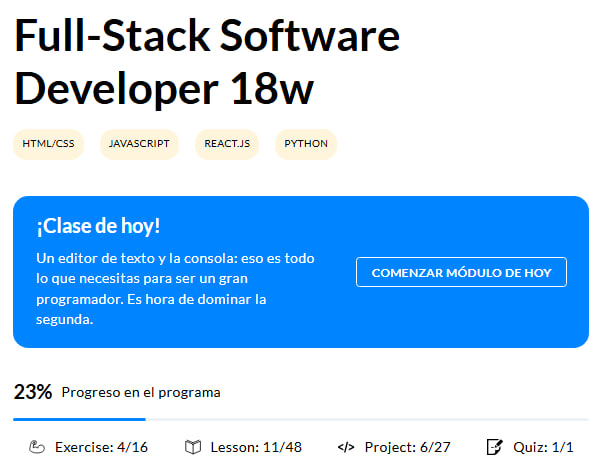 Full-Stack Software
Developer 18w
HTML/CSS JAVASCRIPT REACT.JS PYTHON
¡Clase de hoy!
Un editor de texto y la consola: eso es todo
lo que necesitas para ser un gran
programador. Es hora de dominar la
segunda.
COMENZAR MÓDULO DE HOY
23% Progreso en el programa
Exercise: 4/16 Lesson: 11/48 </> Project: 6/27 Quiz: 1/1